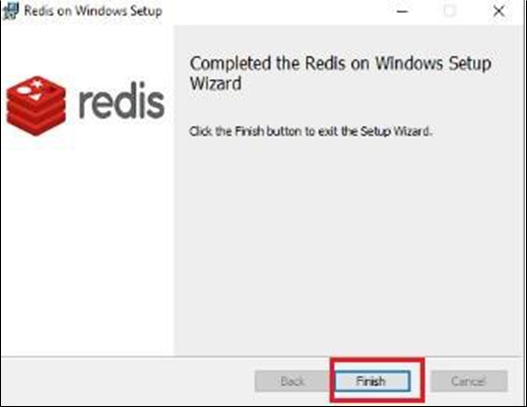 Redis on Windows Setup
Completed the Redis on Windows Setup
Wizard
redis
Click the Finish button to exit the Setup Wizard.
Back
Finish
Cancel